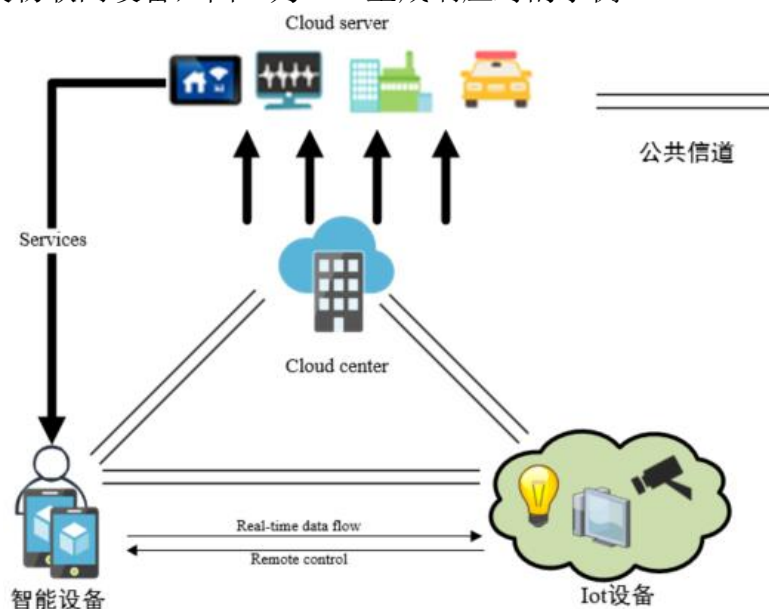 Cloud server
公共信道
Services
Cloud center
Real-time data flow
Remote control
智能设备
Iot设备